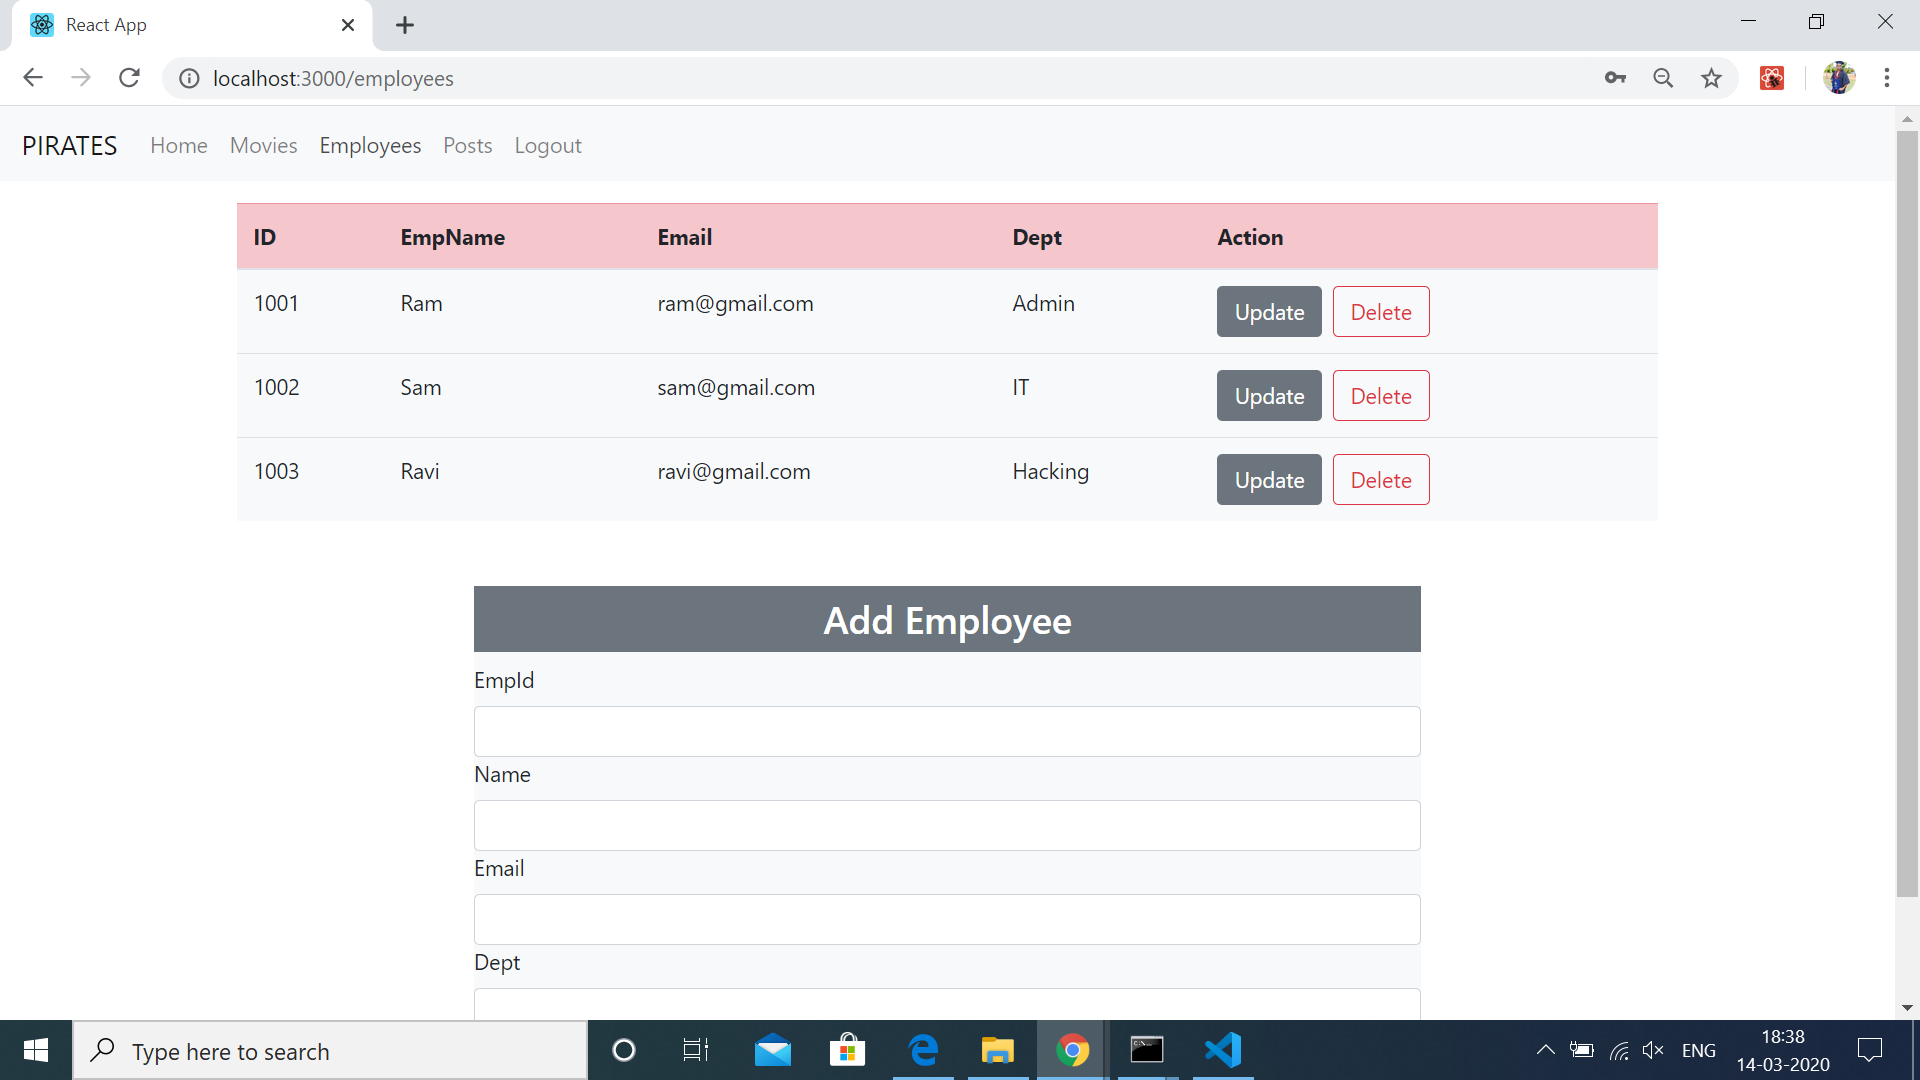 React App
localhost:3000/employees
PIRATES Home Movies Employees Posts Logout
ID EmpName Email Dept Action
1001 Ram ram@gmail.com Admin Update Delete
1002 Sam sam@gmail.com IT Update Delete
1003 Ravi ravi@gmail.com Hacking Update Delete
Add Employee
EmpId
Name
Email
Dept
Type here to search
ENG
18:38
14-03-2020